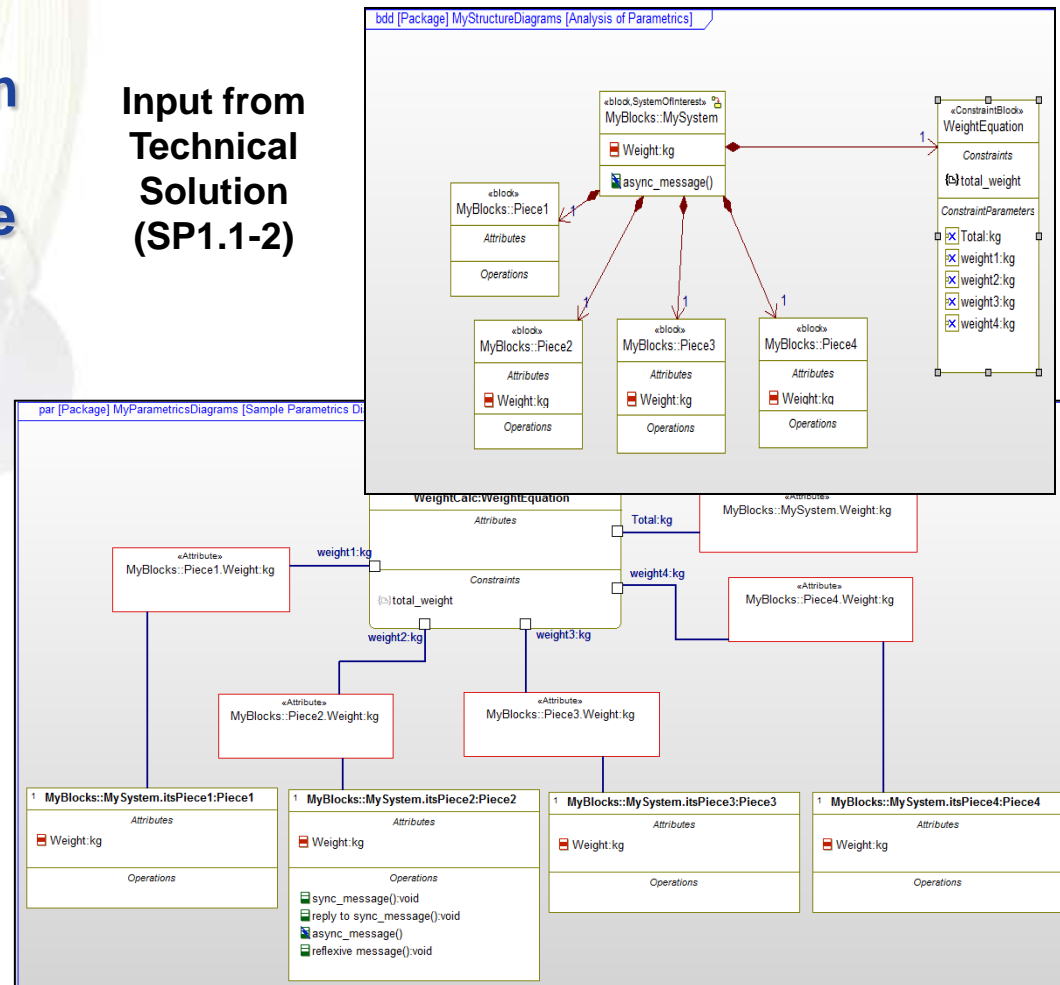 n
e
Input from
Technical
Solution
(SP1.1-2)
bdd [Package] MyStructureDiagrams [Analysis of Parametrics]
«block,SystemOfInterest»
MyBlocks::MySystem
Weight:kg
async_message()
1
«ConstraintBlock»
WeightEquation
Constraints
total_weight
ConstraintParameters
Total:kg
weight1:kg
weight2:kg
weight3:kg
weight4:kg
«block»
MyBlocks::Piece1
Attributes
Operations
1
1
1
1
«block»
MyBlocks::Piece2
Attributes
Weight:kg
Operations
«block»
MyBlocks::Piece3
Attributes
Weight:kg
Operations
«block»
MyBlocks::Piece4
Attributes
Weight:kg
Operations
par [Package] MyParametricsDiagrams [Sample Parametrics Di
WeightCalc:WeightEquation
Attributes
Constraints
total_weight
Total:kg
«Attribute»
MyBlocks::MySystem.Weight:kg
weight1:kg
«Attribute»
MyBlocks::Piece1.Weight:kg
weight4:kg
«Attribute»
MyBlocks::Piece4.Weight:kg
weight2:kg
weight3:kg
«Attribute»
MyBlocks::Piece2.Weight:kg
«Attribute»
MyBlocks::Piece3.Weight:kg
1 MyBlocks::MySystem.itsPiece1:Piece1
Attributes
Weight:kg
Operations
1 MyBlocks::MySystem.itsPiece2:Piece2
Attributes
Weight:kg
Operations
sync_message():void
reply to sync_message():void
async_message()
reflexive message():void
1 MyBlocks::MySystem.itsPiece3:Piece3
Attributes
Weight:kg
Operations
1 MyBlocks::MySystem.itsPiece4:Piece4
Attributes
Weight:kg
Operations